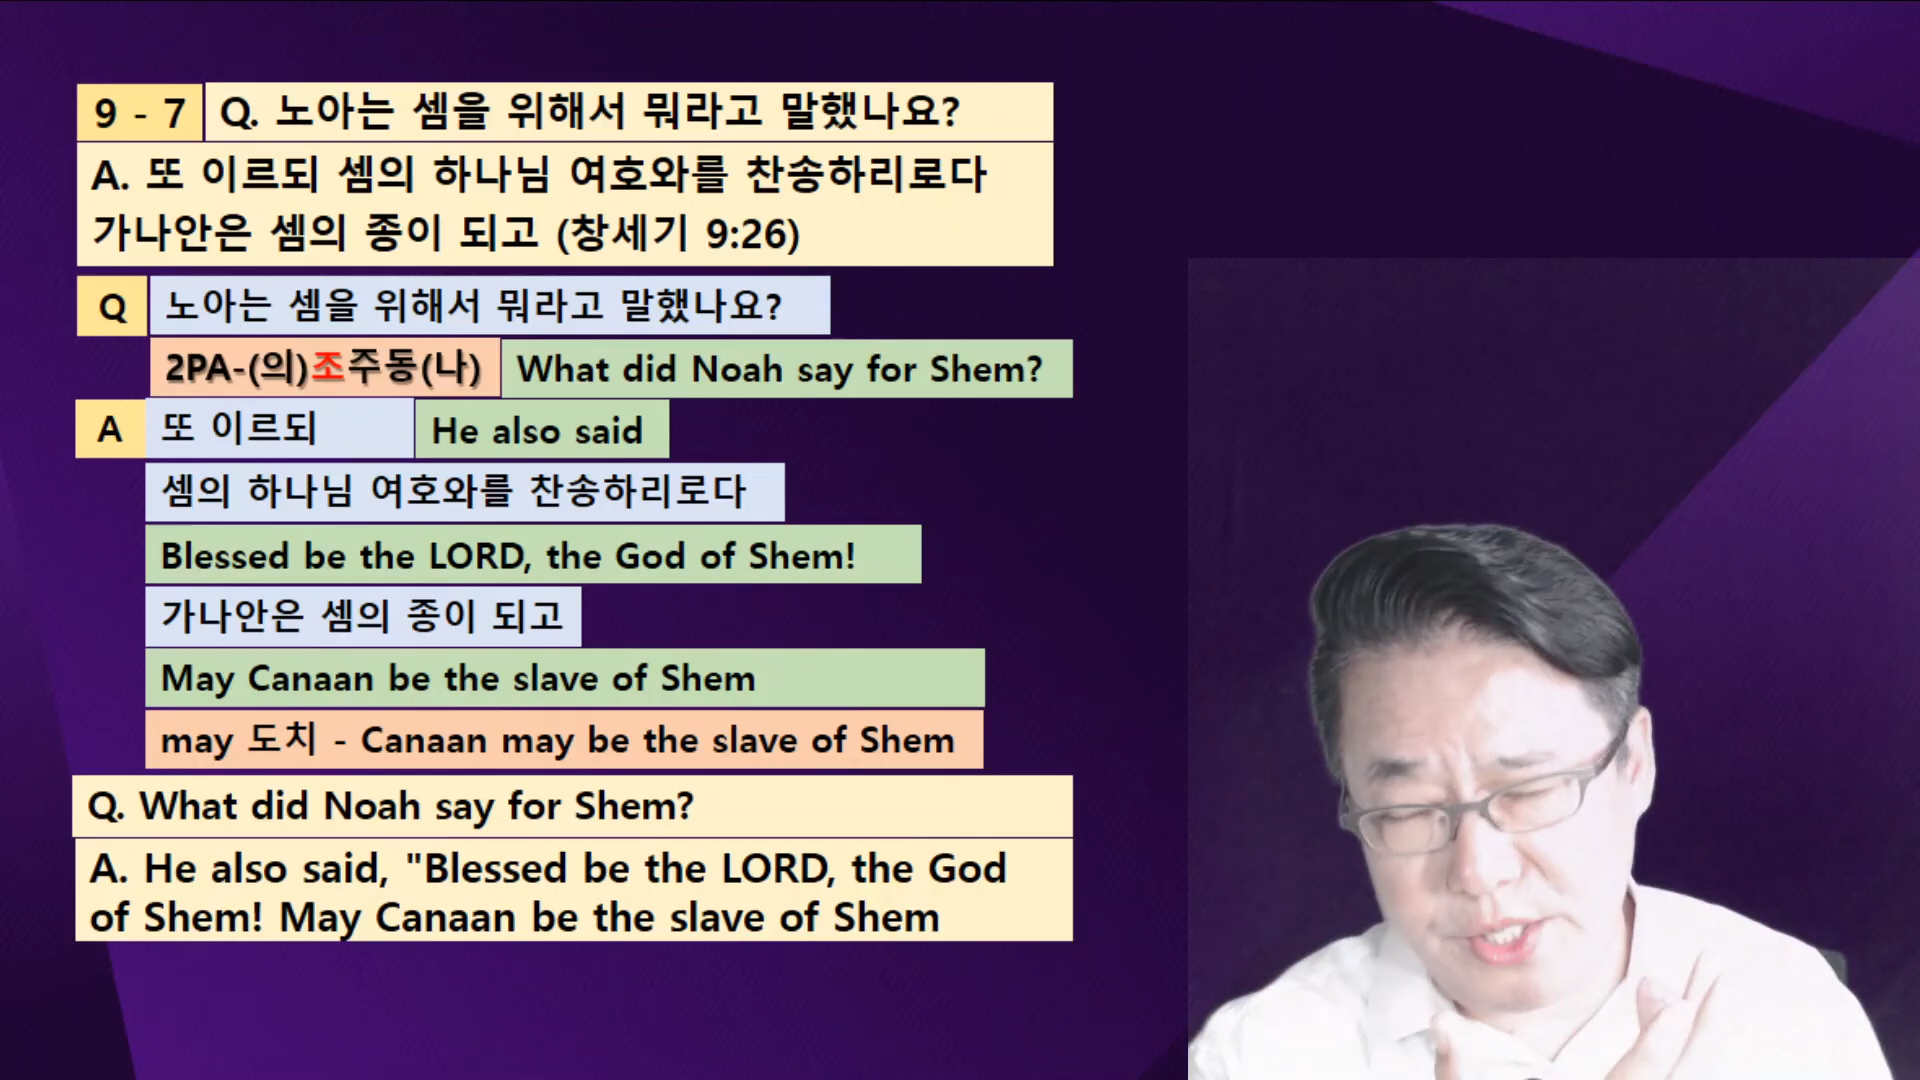 9 - 7 Q. 노아는 셈을 위해서 뭐라고 말했나요?
A. 또 이르되 셈의 하나님 여호와를 찬송하리로다
가나안은 셈의 종이 되고 (창세기 9:26)
Q 노아는 셈을 위해서 뭐라고 말했나요?
2PA-(의)조주동(나) What did Noah say for Shem?
A 또 이르되 He also said
셈의 하나님 여호와를 찬송하리로다
Blessed be the LORD, the God of Shem!
가나안은 셈의 종이 되고
May Canaan be the slave of Shem
may 도치 - Canaan may be the slave of Shem
Q. What did Noah say for Shem?
A. He also said, "Blessed be the LORD, the God
of Shem! May Canaan be the slave of Shem